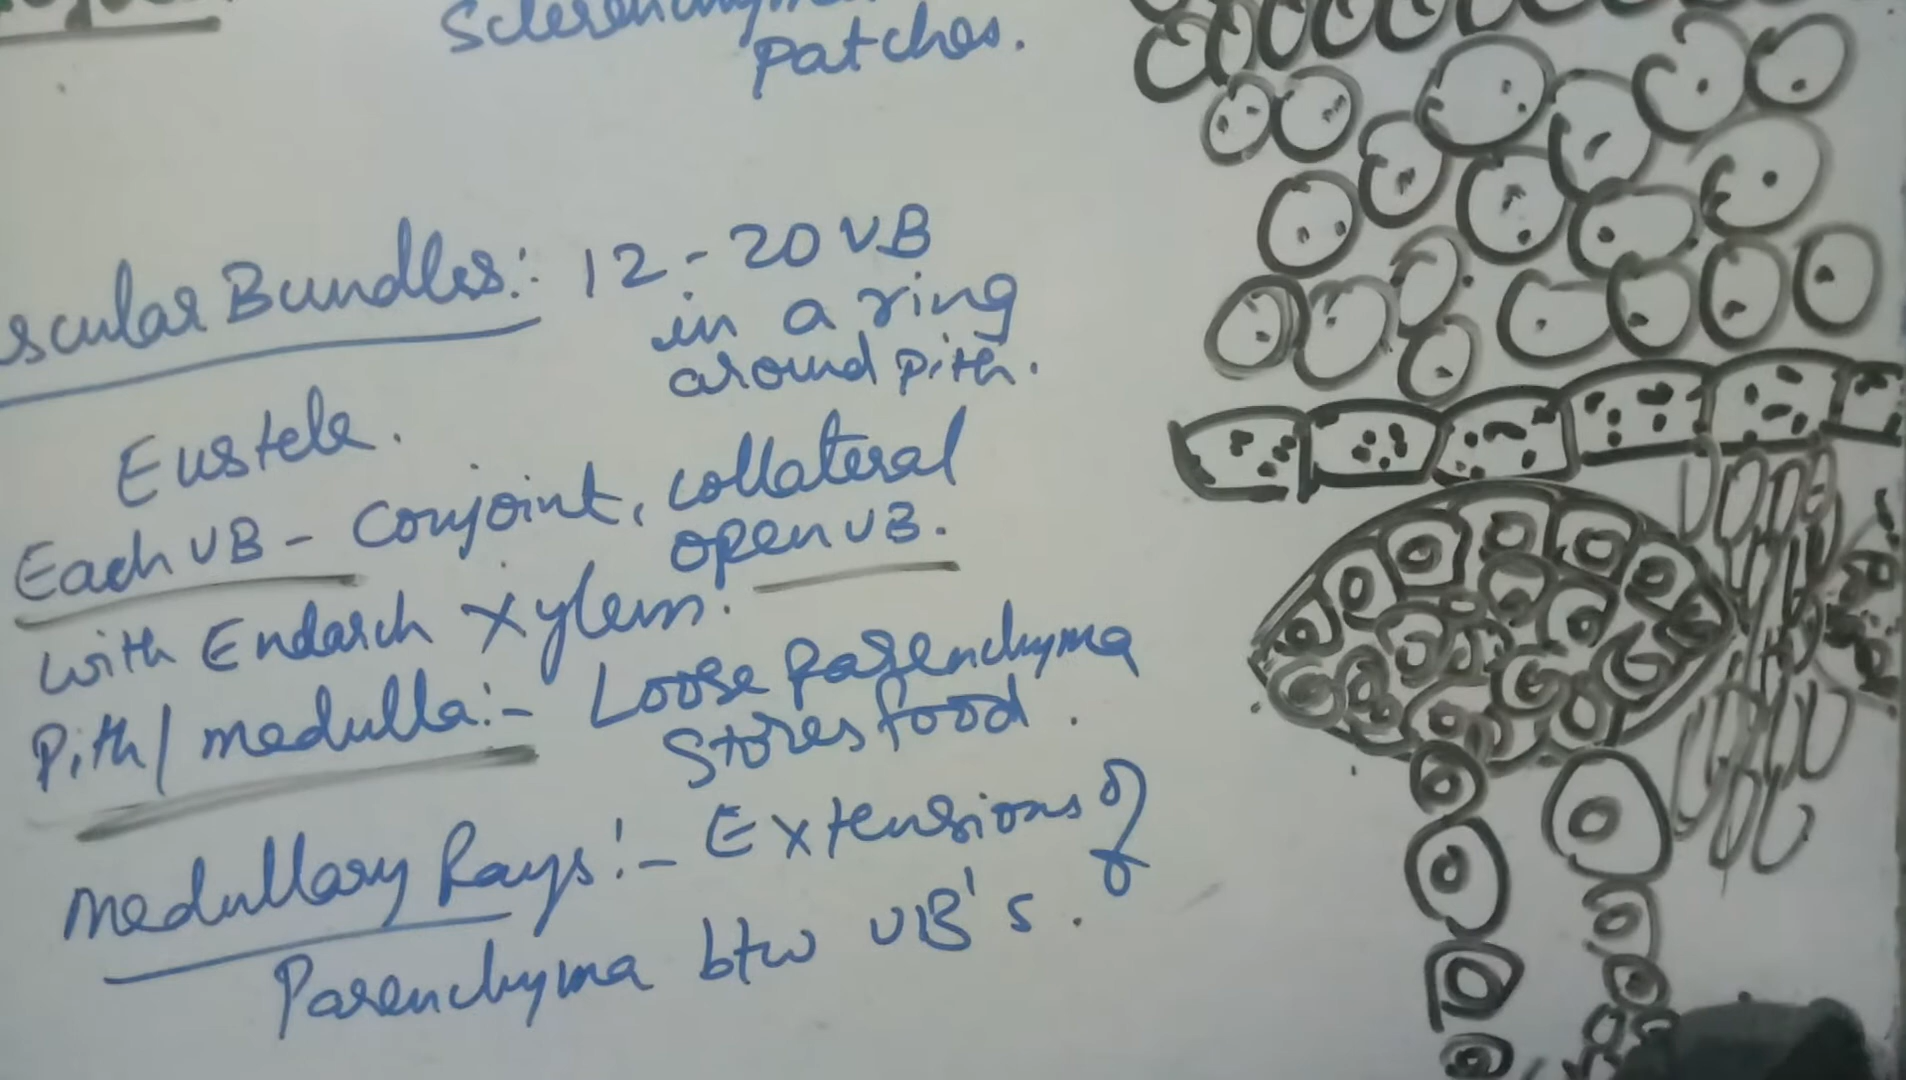 Sclerenchyma
patches.
scular Bundles:- 12-20 VB
in a ring
around pith.
Eustele.
Each VB - Conjoint, collateral
open VB.
with Endarch Xylem.
Pith/medulla:- Loose parenchyma
Stores food.
Medullary Rays:- Extensions of
Parenchyma btw VB's.